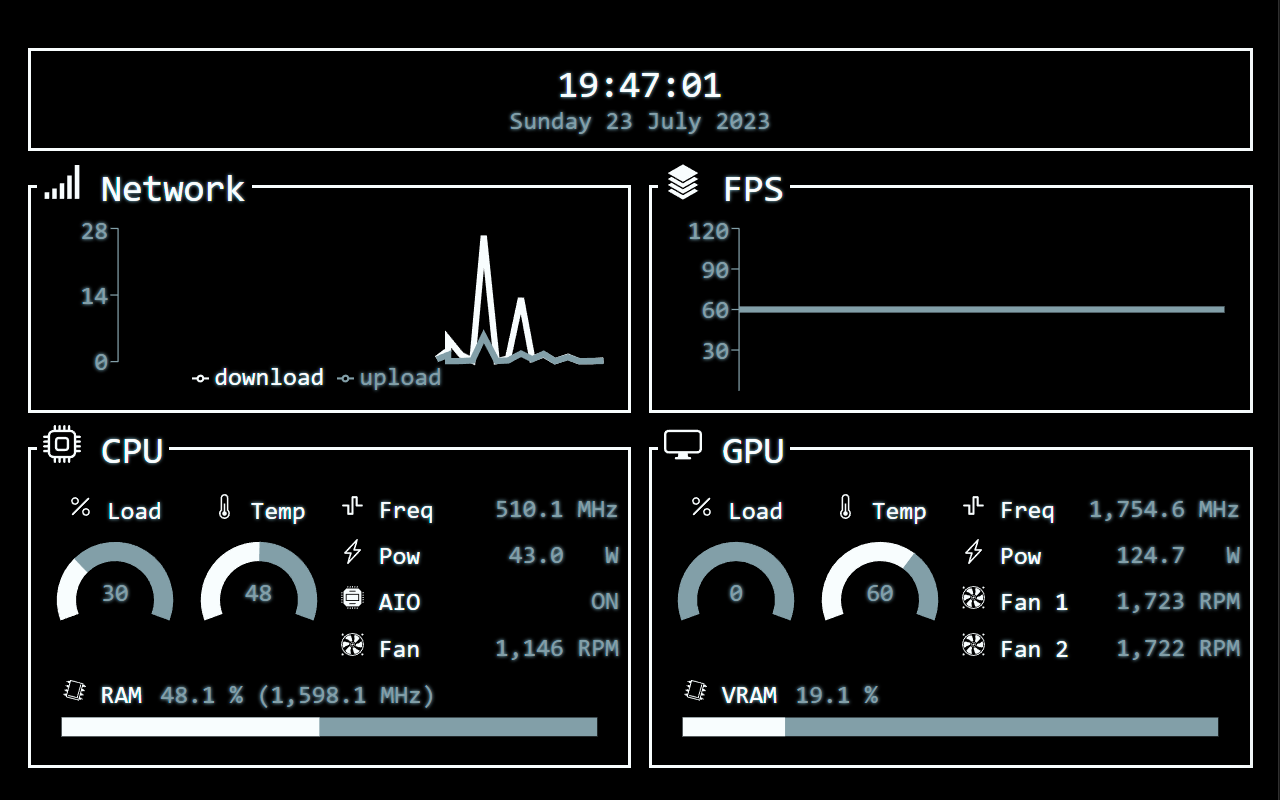 19:47:01
Sunday 23 July 2023
Network
28
14
0
download upload
FPS
120
90
60
30
CPU
Load Temp Freq 510.1 MHz
30 48
Pow 43.0 W
AIO ON
Fan 1,146 RPM
RAM 48.1 % (1,598.1 MHz)
GPU
Load Temp Freq 1,754.6 MHz
0 60
Pow 124.7 W
Fan 1 1,723 RPM
Fan 2 1,722 RPM
VRAM 19.1 %